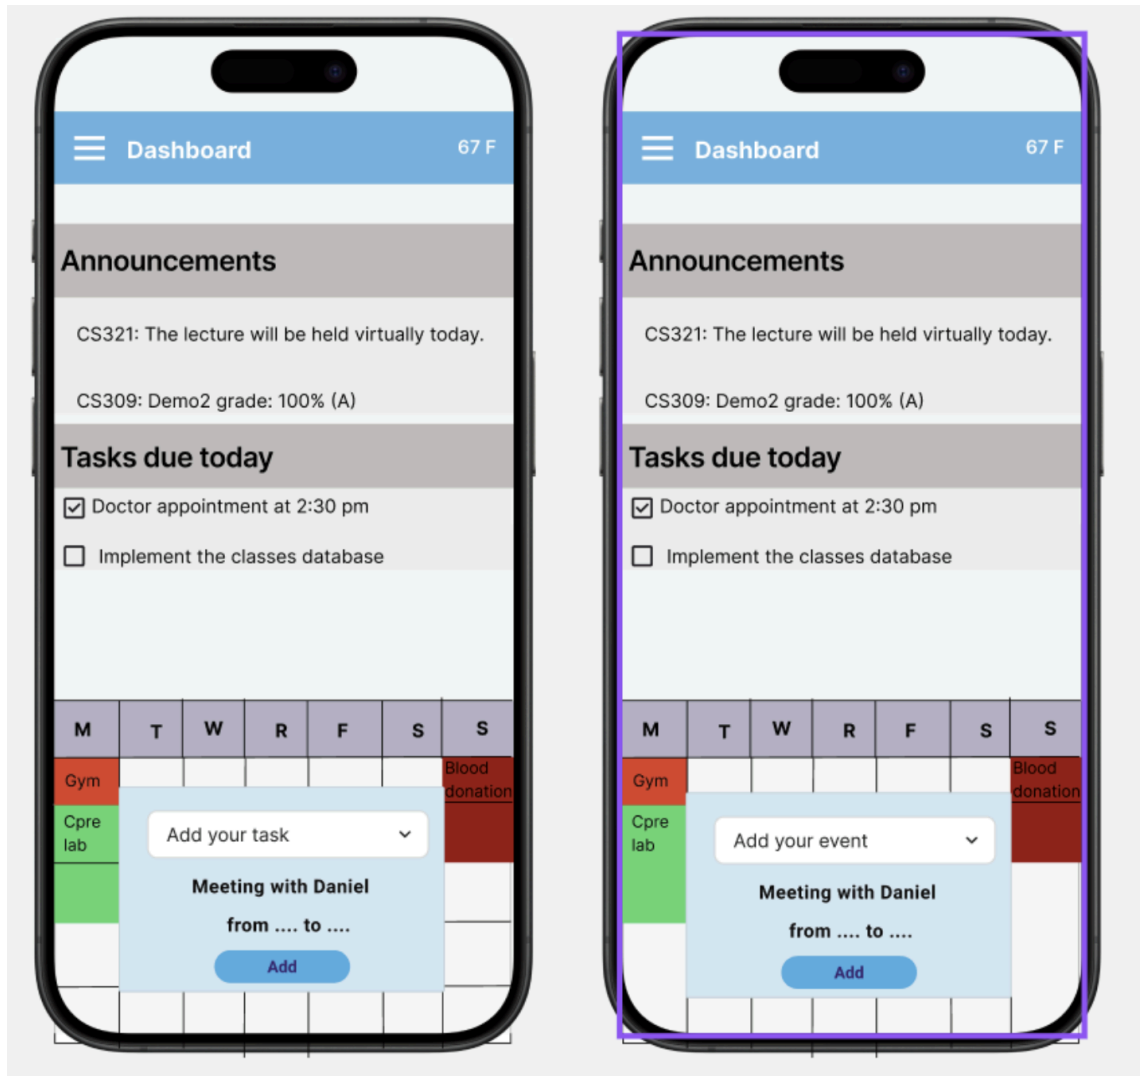 Dashboard 67 F
Announcements
CS321: The lecture will be held virtually today.
CS309: Demo2 grade: 100% (A)
Tasks due today
Doctor appointment at 2:30 pm
Implement the classes database
M T W R F S S
Gym
Blood
donation
Cpre
lab
Add your task
Meeting with Daniel
from .... to ....
Add
Dashboard 67 F
Announcements
CS321: The lecture will be held virtually today.
CS309: Demo2 grade: 100% (A)
Tasks due today
Doctor appointment at 2:30 pm
Implement the classes database
M T W R F S S
Gym
Blood
donation
Cpre
lab
Add your event
Meeting with Daniel
from .... to ....
Add